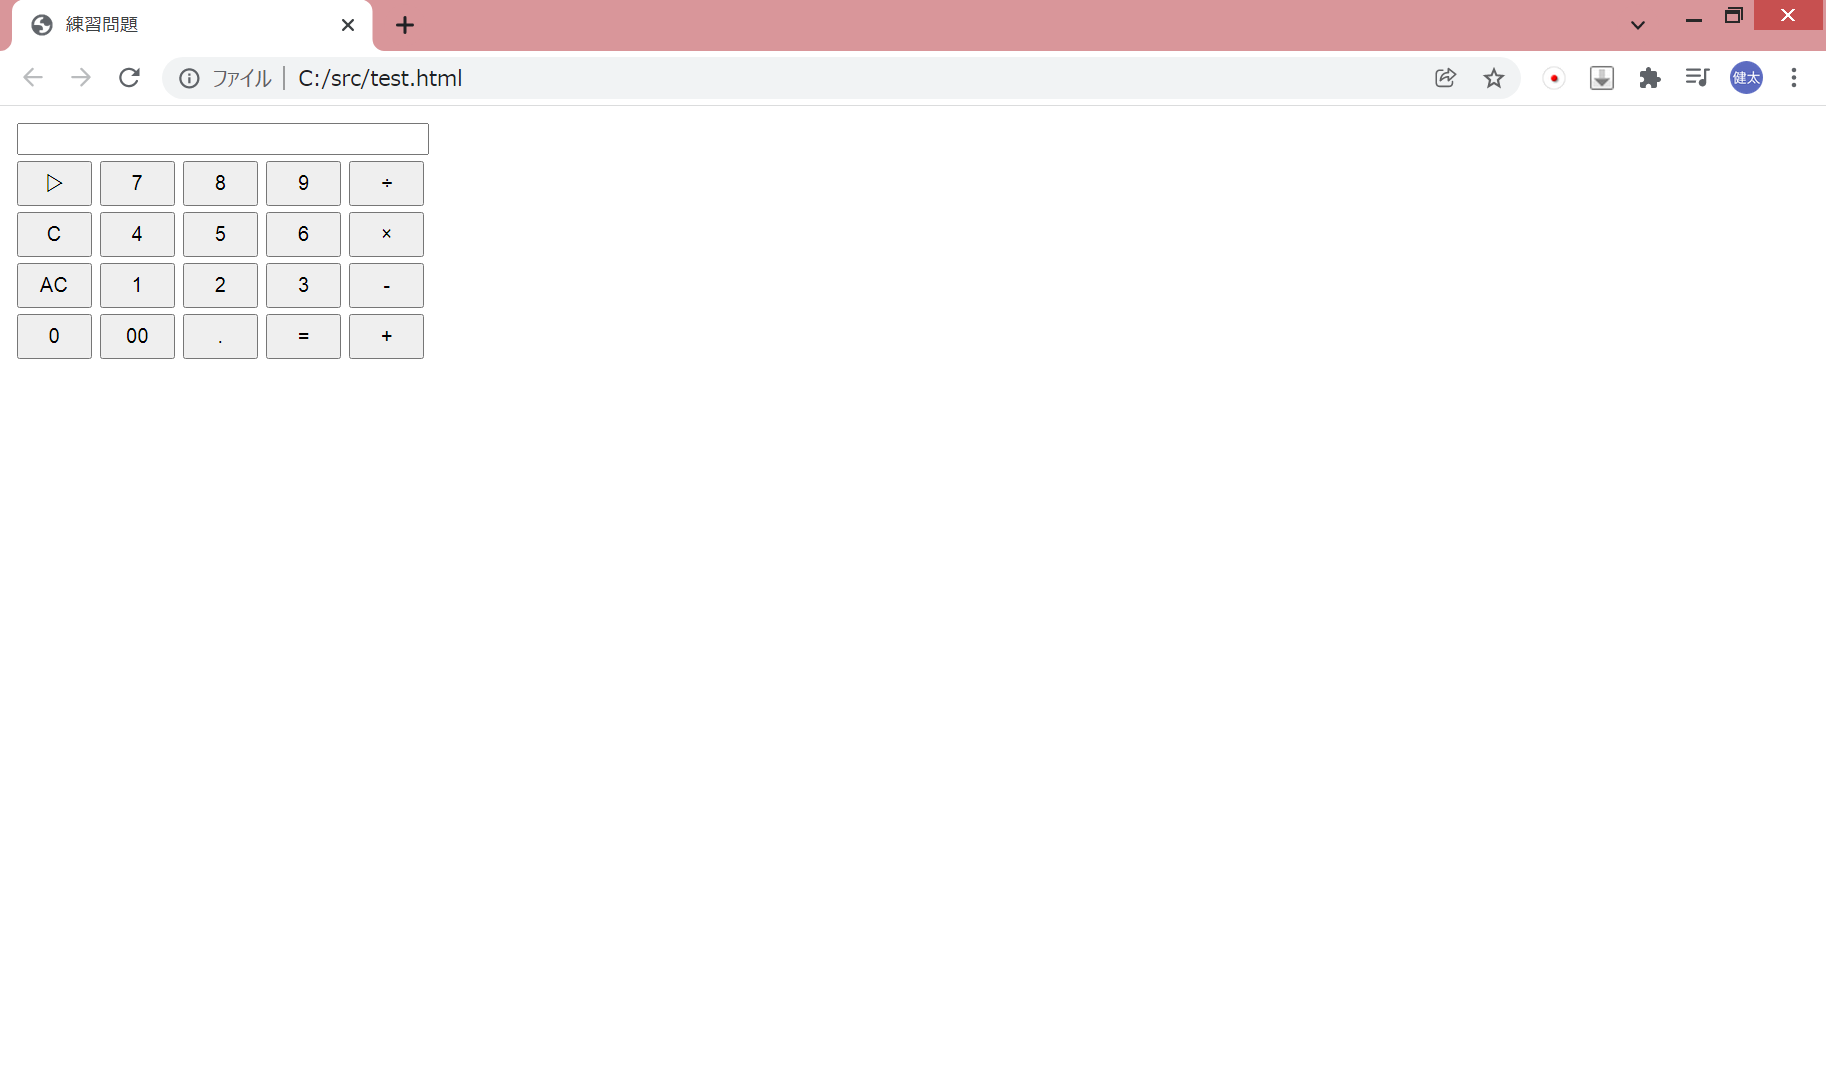 練習問題
ファイル | C:/src/test.html
健太
▷ 7 8 9 ÷
C 4 5 6 ×
AC 1 2 3 -
0 00 . = +